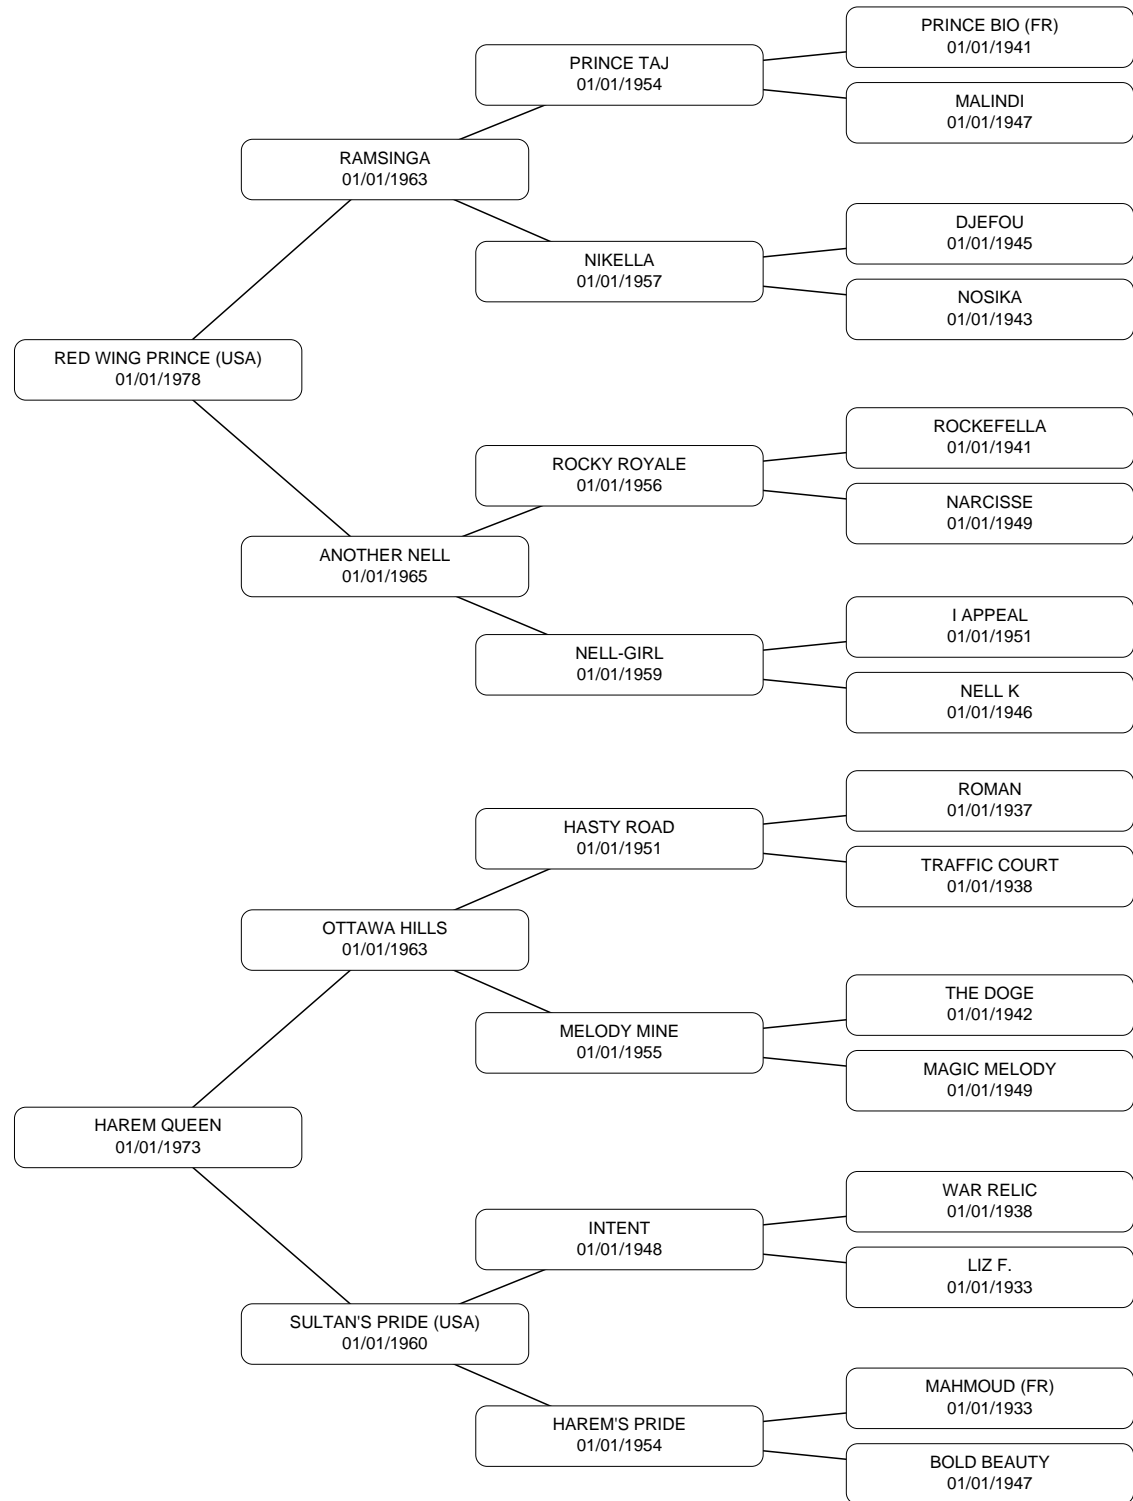 PRINCE BIO (FR)
01/01/1941
PRINCE TAJ
01/01/1954
MALINDI
01/01/1947
RAMSINGA
01/01/1963
DJEFOU
01/01/1945
NIKELLA
01/01/1957
NOSIKA
01/01/1943
RED WING PRINCE (USA)
01/01/1978
ROCKEFELLA
01/01/1941
ROCKY ROYALE
01/01/1956
NARCISSE
01/01/1949
ANOTHER NELL
01/01/1965
I APPEAL
01/01/1951
NELL-GIRL
01/01/1959
NELL K
01/01/1946
ROMAN
01/01/1937
HASTY ROAD
01/01/1951
TRAFFIC COURT
01/01/1938
OTTAWA HILLS
01/01/1963
THE DOGE
01/01/1942
MELODY MINE
01/01/1955
MAGIC MELODY
01/01/1949
HAREM QUEEN
01/01/1973
WAR RELIC
01/01/1938
INTENT
01/01/1948
LIZ F.
01/01/1933
SULTAN'S PRIDE (USA)
01/01/1960
MAHMOUD (FR)
01/01/1933
HAREM'S PRIDE
01/01/1954
BOLD BEAUTY
01/01/1947